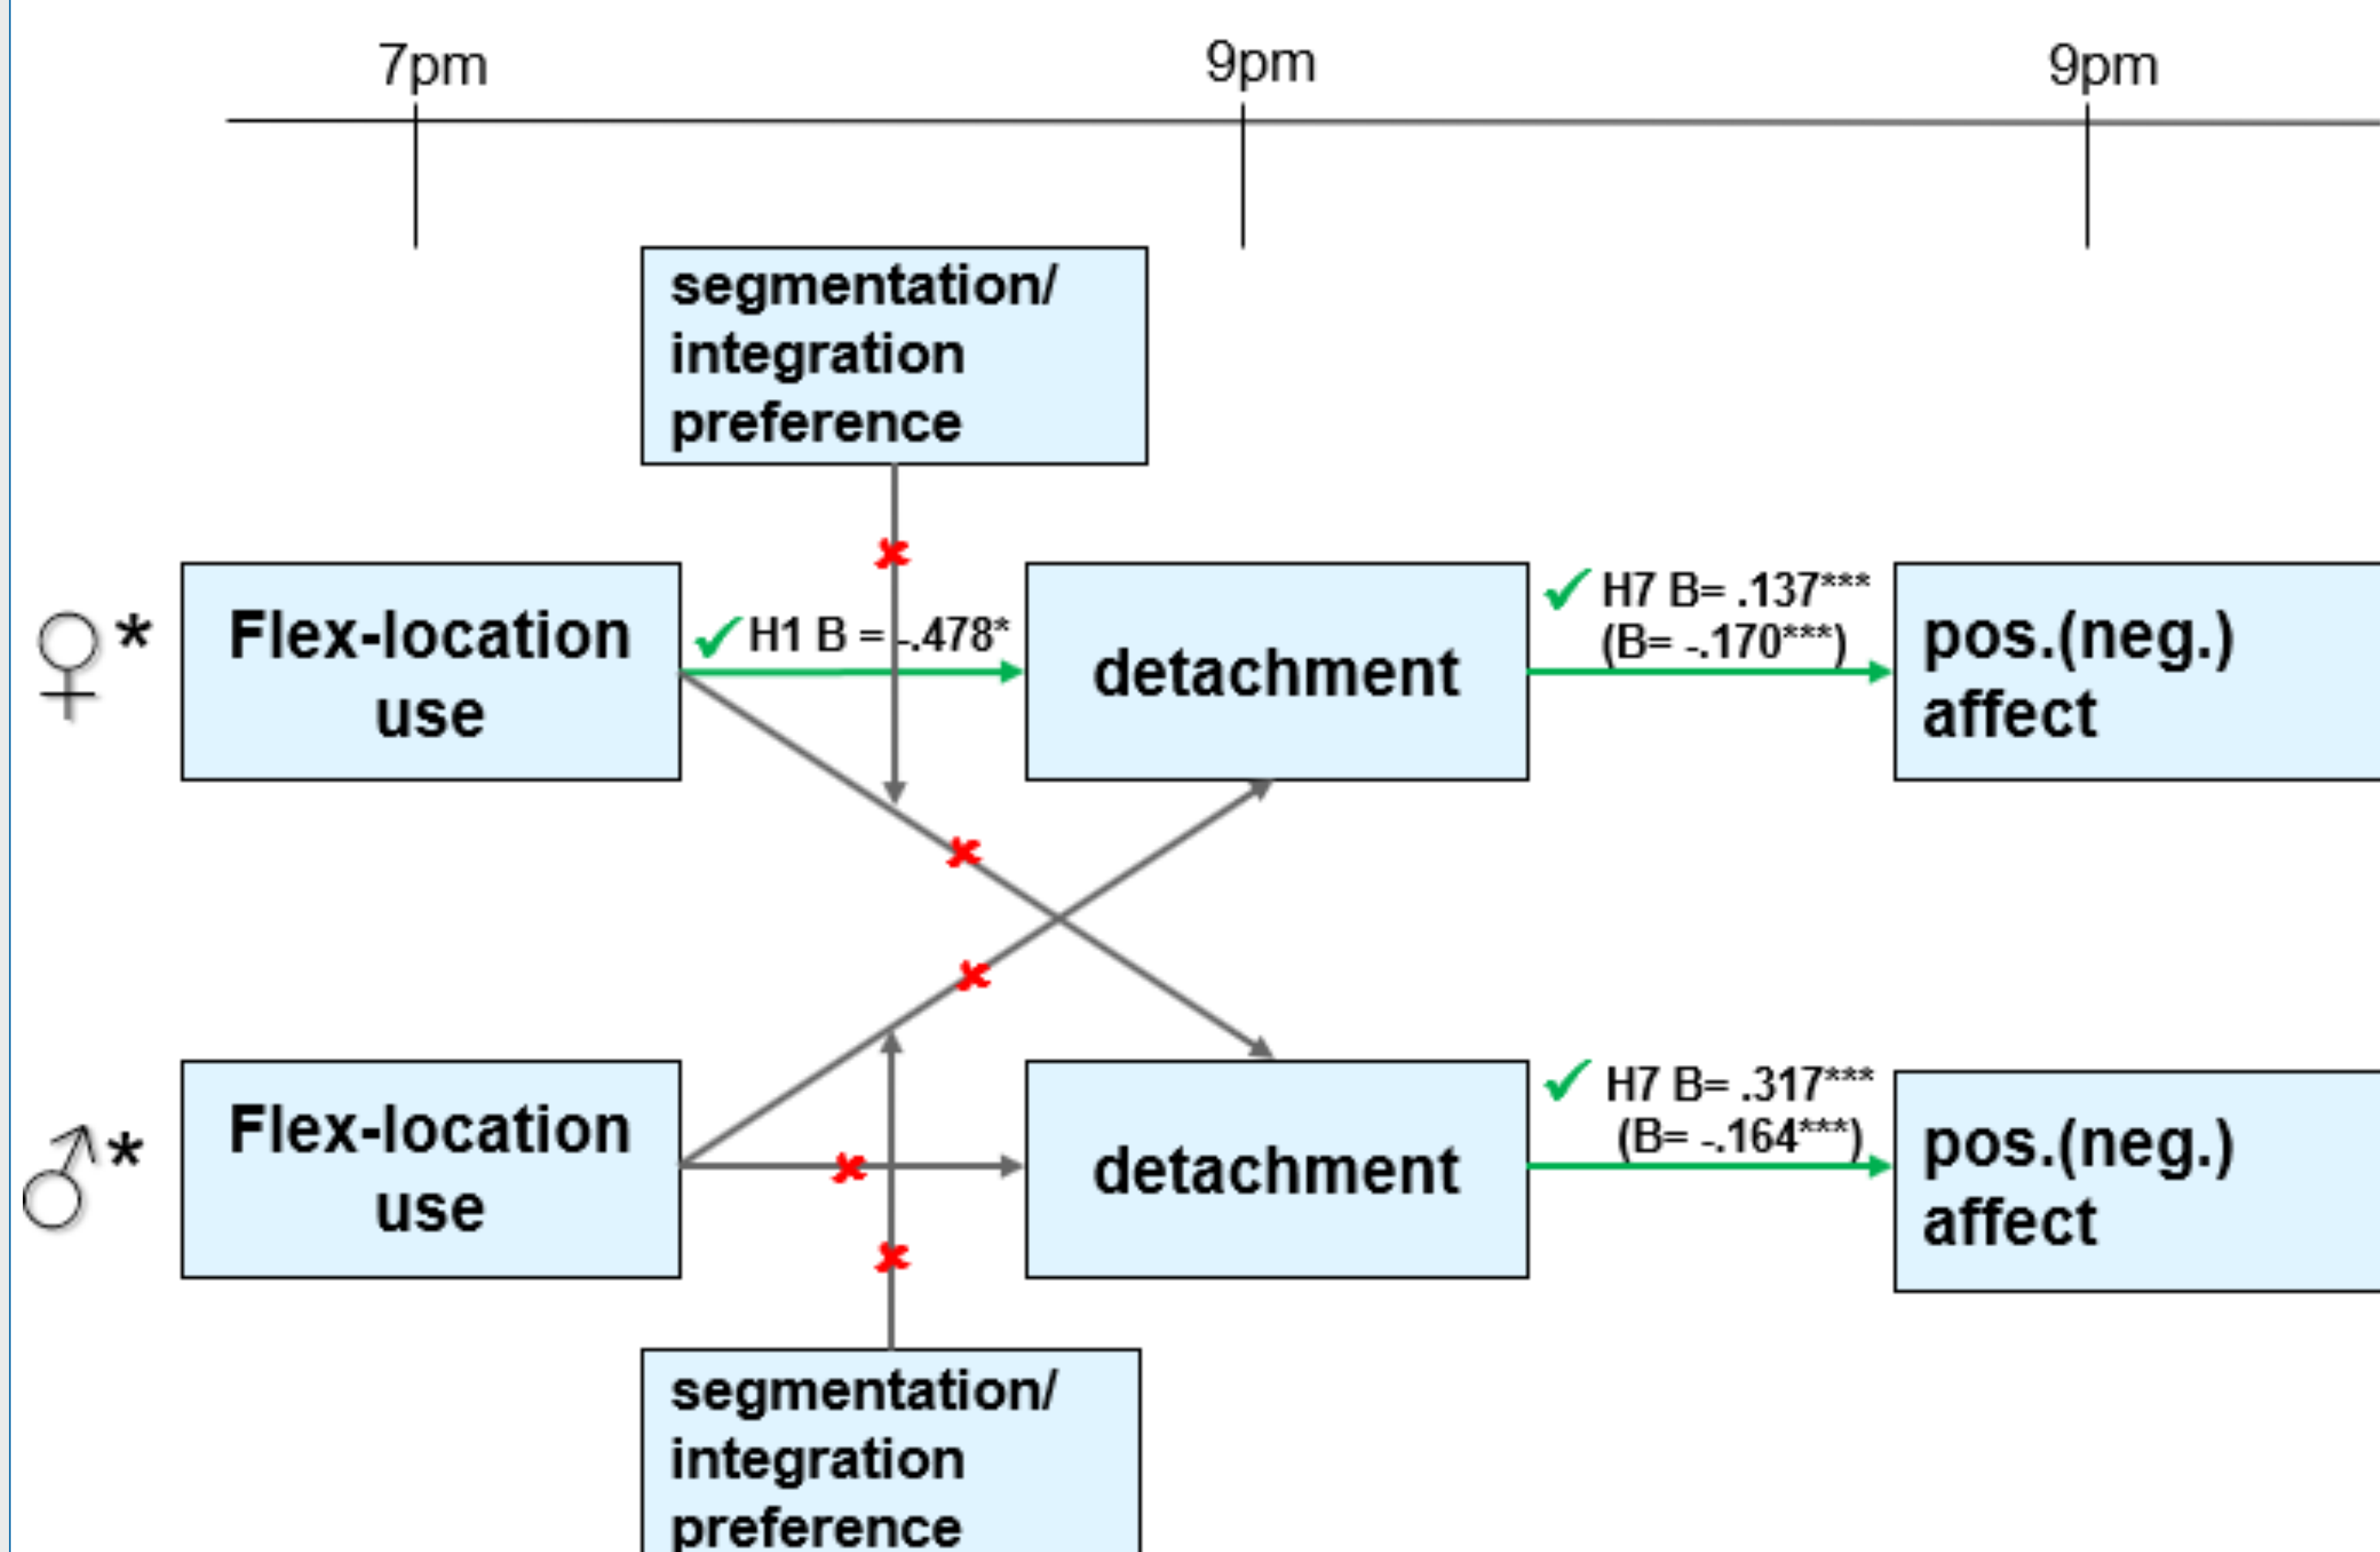 7pm
9pm
9pm
segmentation/
integration
preference
♀*
Flex-location
use
✓ H1 B = -.478*
detachment
✓ H7 B= .137***
(B= -.170***)
pos.(neg.)
affect
♂*
Flex-location
use
detachment
✓ H7 B= .317***
(B= -.164***)
pos.(neg.)
affect
segmentation/
integration
preference